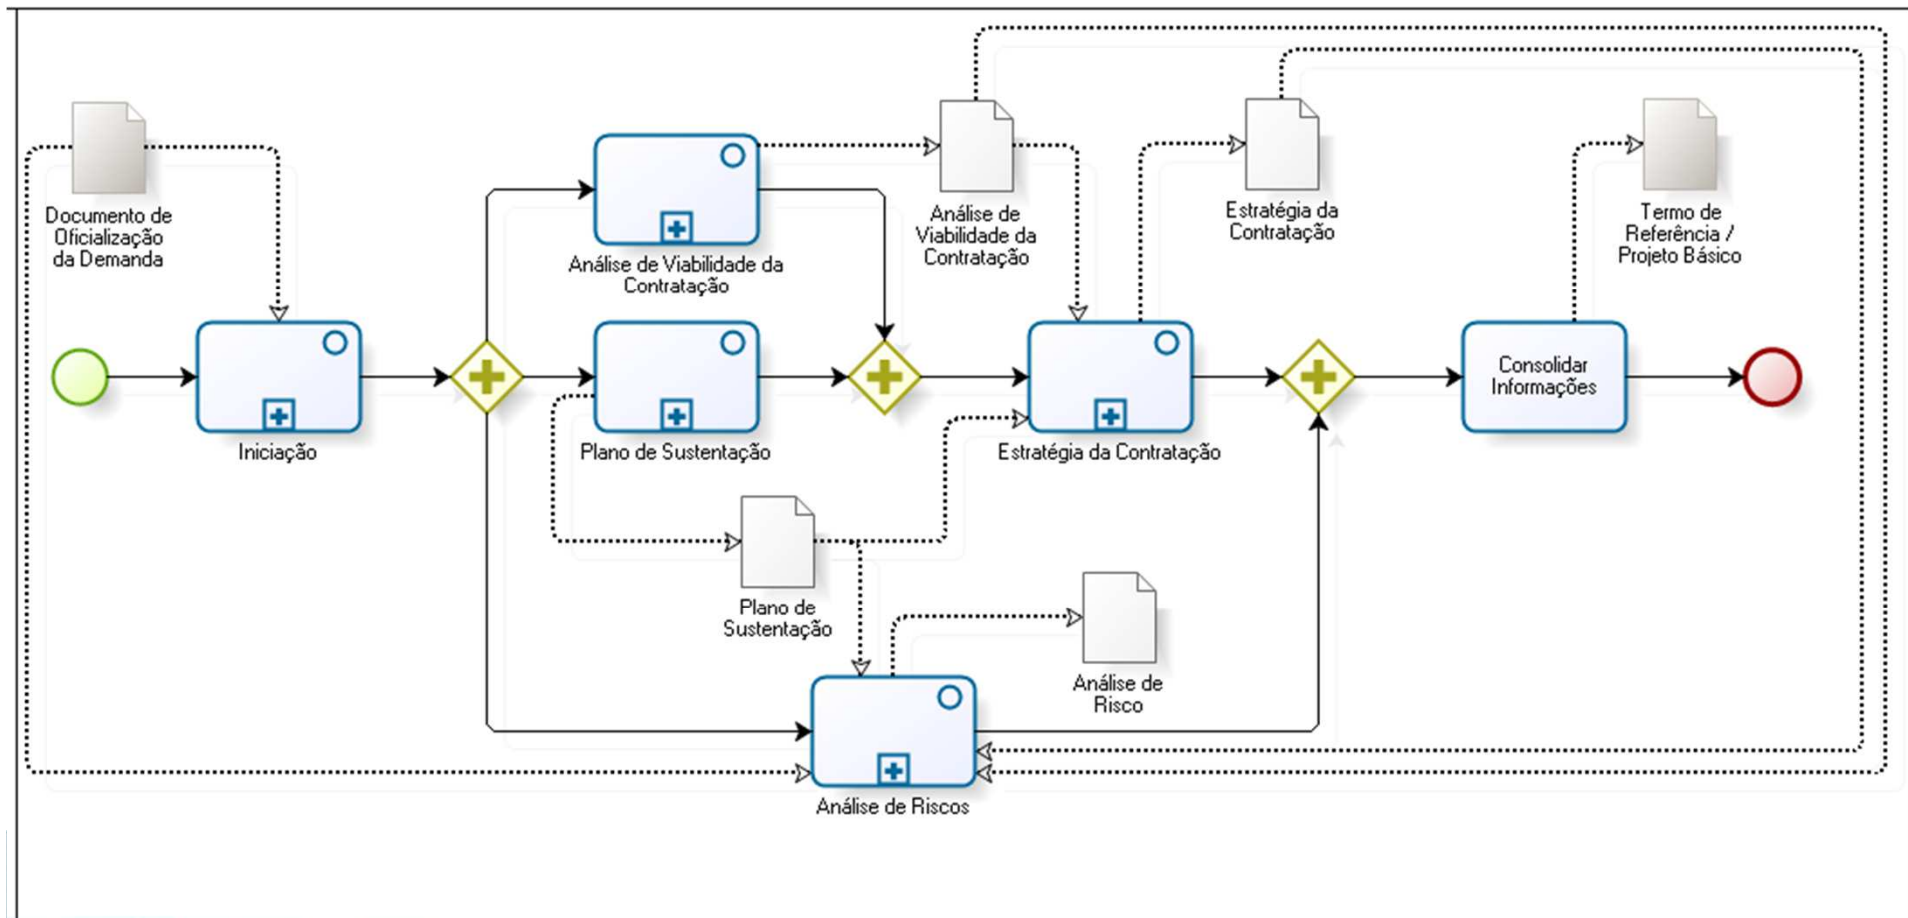 Documento de
Oficialização
da Demanda
Análise de Viabilidade da
Contratação
Análise de
Viabilidade da
Contratação
Estratégia da
Contratação
Termo de
Referência /
Projeto Básico
Iniciação
Plano de Sustentação
Estratégia da Contratação
Consolidar
Informações
Plano de
Sustentação
Análise de
Risco
Análise de Riscos